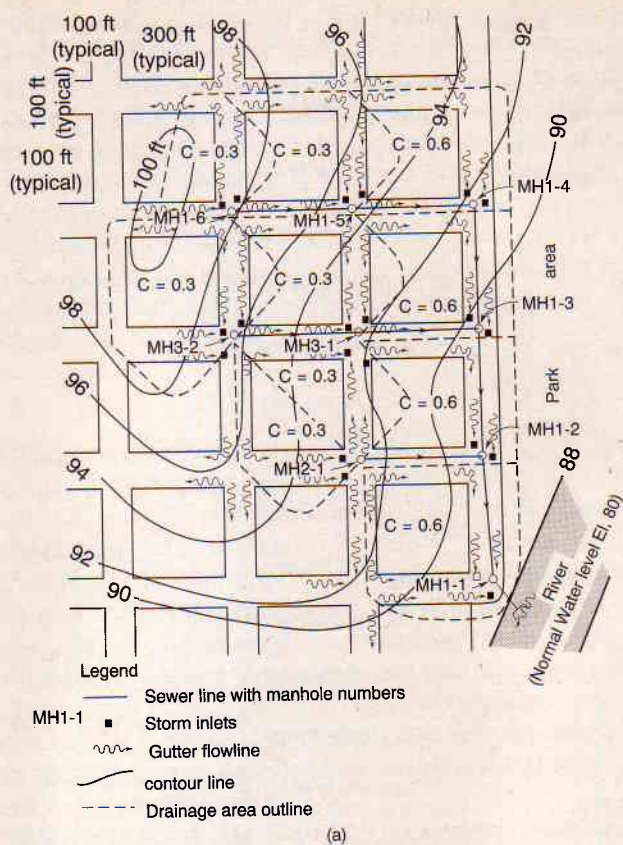 100 ft
(typical)
300 ft
(typical)
98
96
92
100 ft
(typical)
94
90
100 ft
(typical)
100 ft
C = 0.3
C = 0.3
C = 0.6
MH1-4
MH1-6
MH1-5
area
C = 0.3
C = 0.3
C = 0.6
MH1-3
98
MH3-2
MH3-1
Park
96
C = 0.3
C = 0.3
C = 0.6
MH1-2
94
MH2-1
88
C = 0.6
92
90
MH1-1
River
(Normal Water level El. 80)
Legend
Sewer line with manhole numbers
MH1-1
Storm inlets
Gutter flowline
contour line
Drainage area outline
(a)